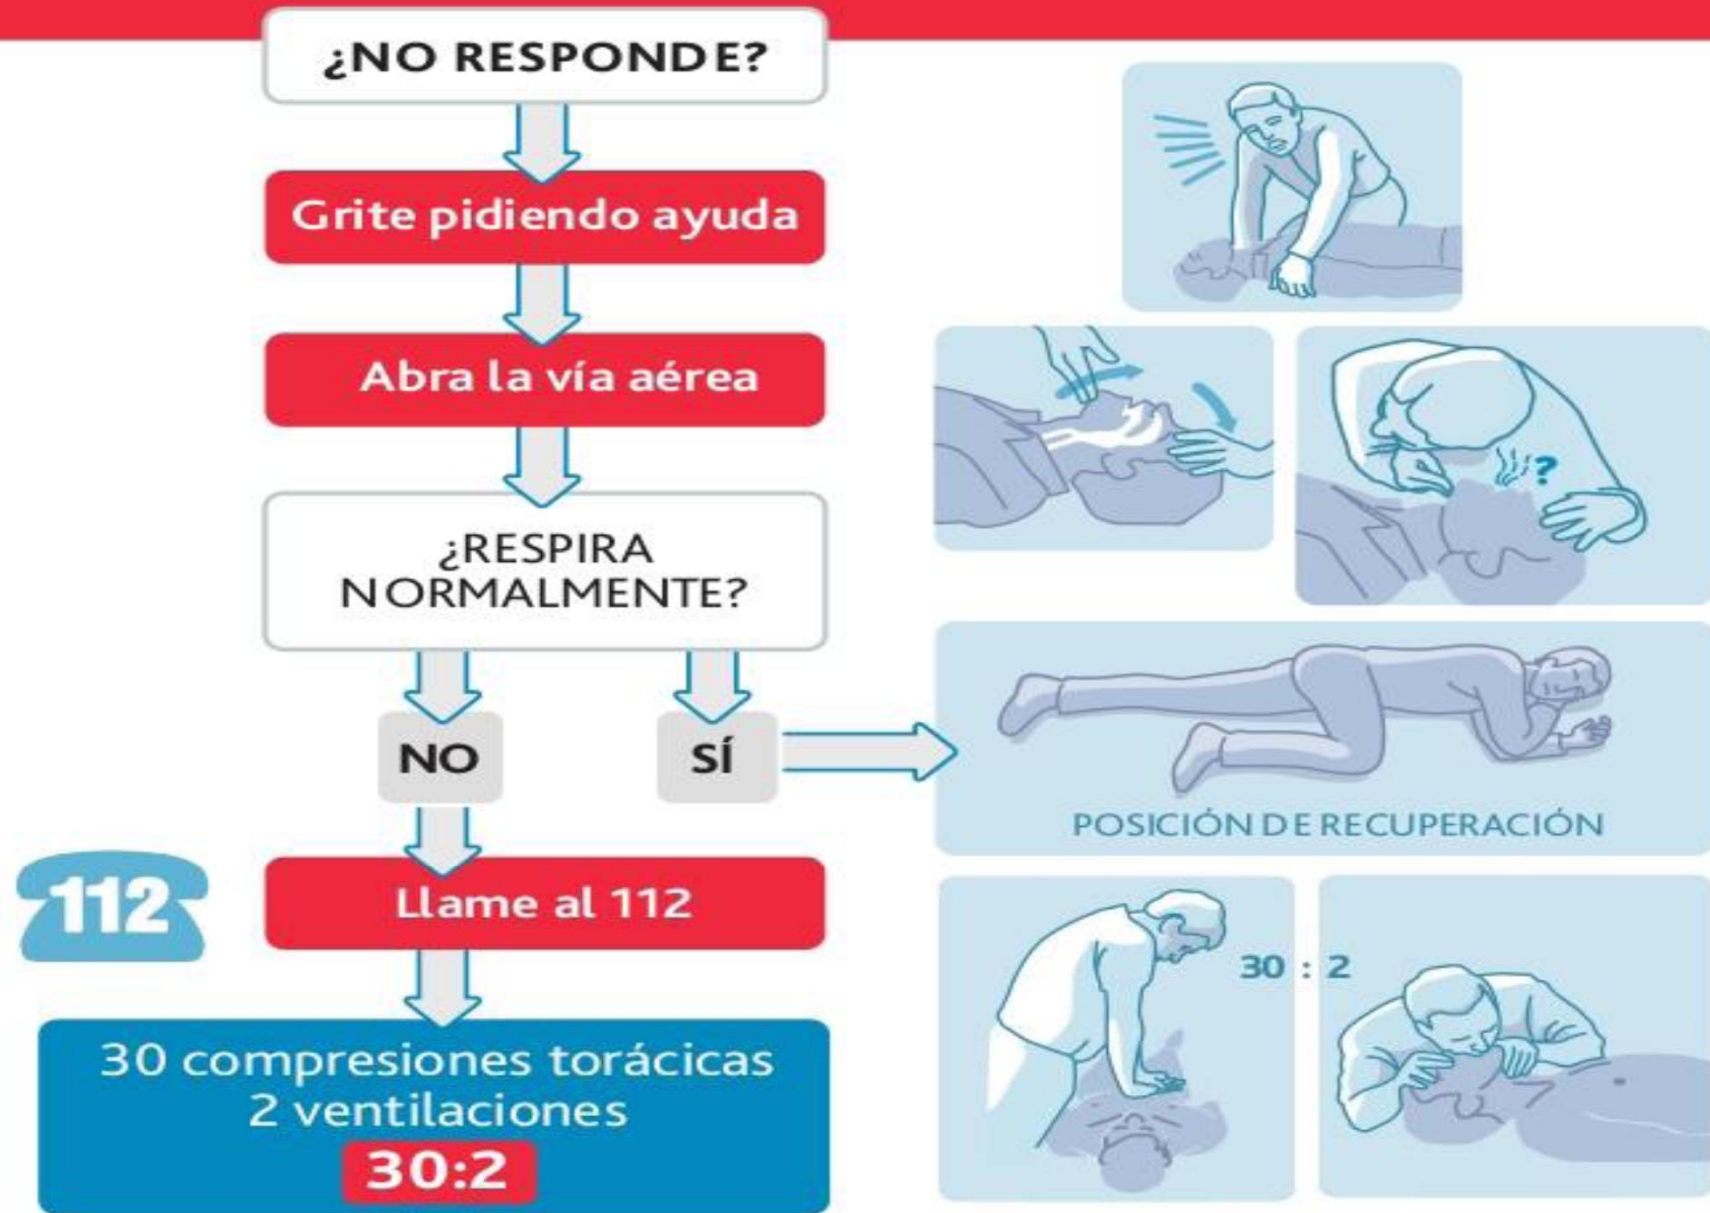 ¿NO RESPONDE?
Grite pidiendo ayuda
Abra la vía aérea
?
¿RESPIRA
NORMALMENTE?
NO
SÍ
POSICIÓN DE RECUPERACIÓN
112
Llame al 112
30 : 2
30 compresiones torácicas
2 ventilaciones
30:2